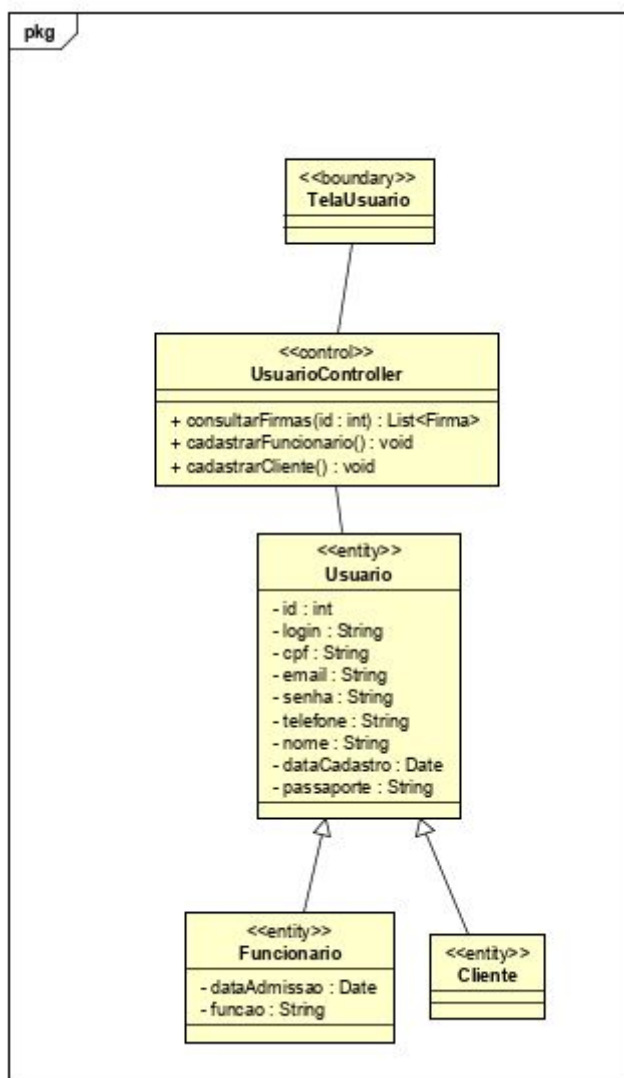 pkg
<<boundary>>
TelaUsuario
<<control>>
UsuarioController
+ consultarFirmas(id : int) : List<Firma>
+ cadastrarFuncionario() : void
+ cadastrarCliente() : void
<<entity>>
Usuario
- id : int
- login : String
- cpf : String
- email : String
- senha : String
- telefone : String
- nome : String
- dataCadastro : Date
- passaporte : String
<<entity>>
Funcionario
- dataAdmissao : Date
- funcao : String
<<entity>>
Cliente